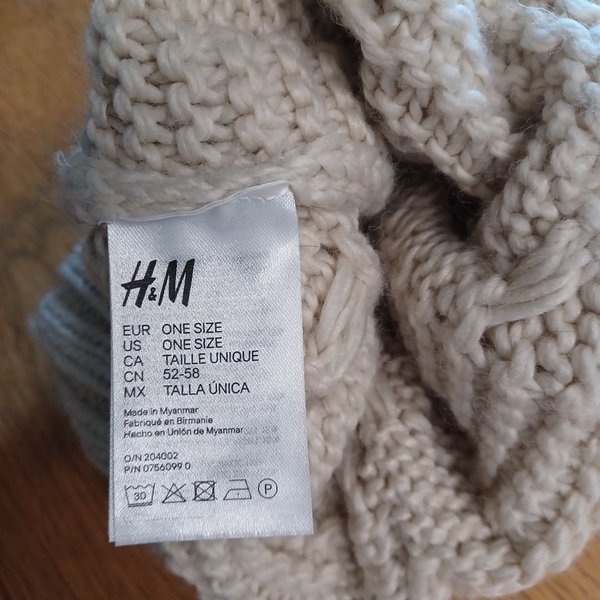 H&M
EUR ONE SIZE
US ONE SIZE
CA TAILLE UNIQUE
CN 52-58
MX TALLA ÚNICA
Made in Myanmar
Fabriqué en Birmanie
Hecho en Unión de Myanmar
O/N 204002
P/N 0756099 0
30 P